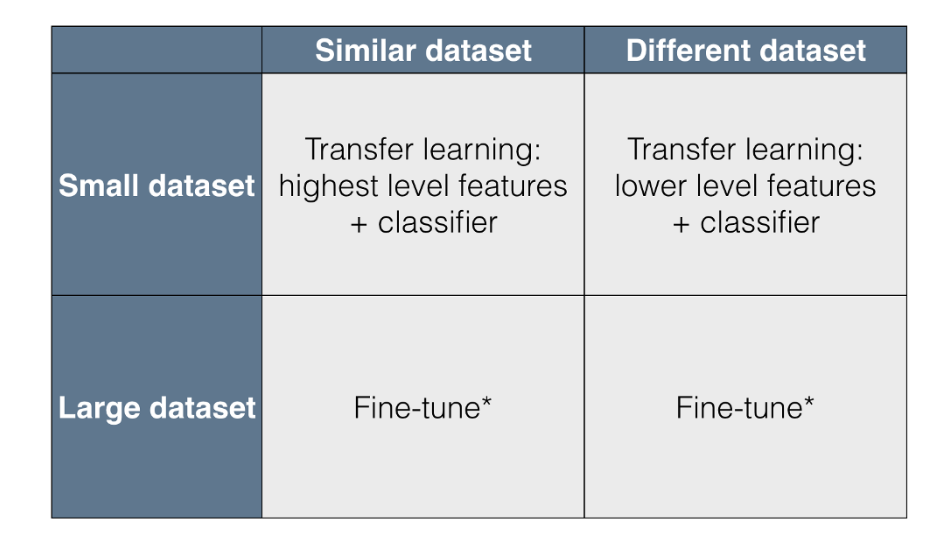 Similar dataset
Different dataset
Small dataset
Transfer learning:
highest level features
+ classifier
Transfer learning:
lower level features
+ classifier
Large dataset
Fine-tune*
Fine-tune*